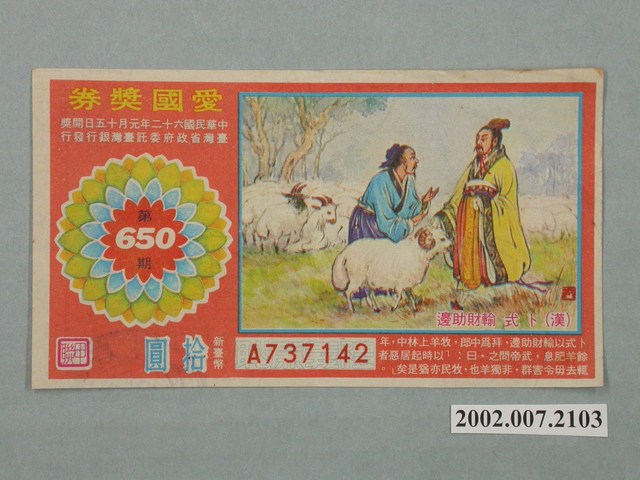 愛國獎券
中華民國六十二年元月十五日開獎
臺灣省政府委託臺灣銀行發行
第
650
期
新臺幣
拾圓
甲聯
A737142
(漢)卜式 輸財助邊
卜式以輸財助邊,拜爲中郎,牧羊上林中,年
餘羊肥息,武帝問之,曰:「以時起居惡者
輒去毋令害群,非獨羊也,牧民亦猶是矣」。
2002.007.2103